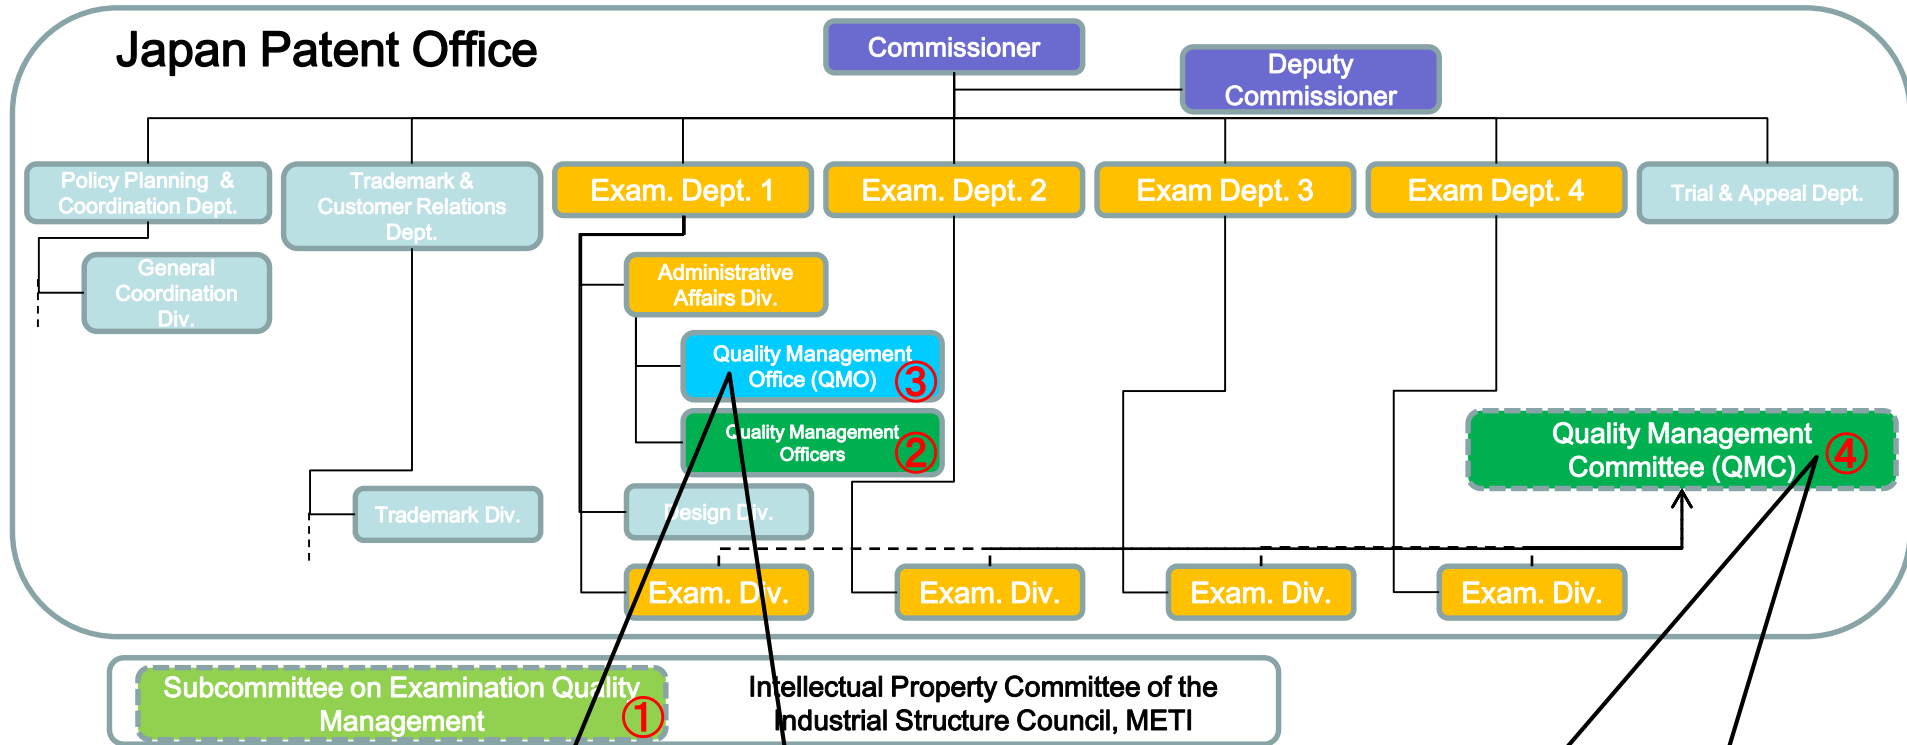 Japan Patent Office
Commissioner
Deputy
Commissioner
Policy Planning &
Coordination Dept.
Trademark &
Customer Relations
Dept.
Exam. Dept. 1
Exam. Dept. 2
Exam Dept. 3
Exam Dept. 4
Trial & Appeal Dept.
General
Coordination
Div.
Administrative
Affairs Div.
Quality Management
Office (QMO) ③
Quality Management
Officers ②
Quality Management
Committee (QMC) ④
Trademark Div.
Design Div.
Exam. Div.
Exam. Div.
Exam. Div.
Exam. Div.
Subcommittee on Examination Quality
Management ①
Intellectual Property Committee of the
Industrial Structure Council, METI